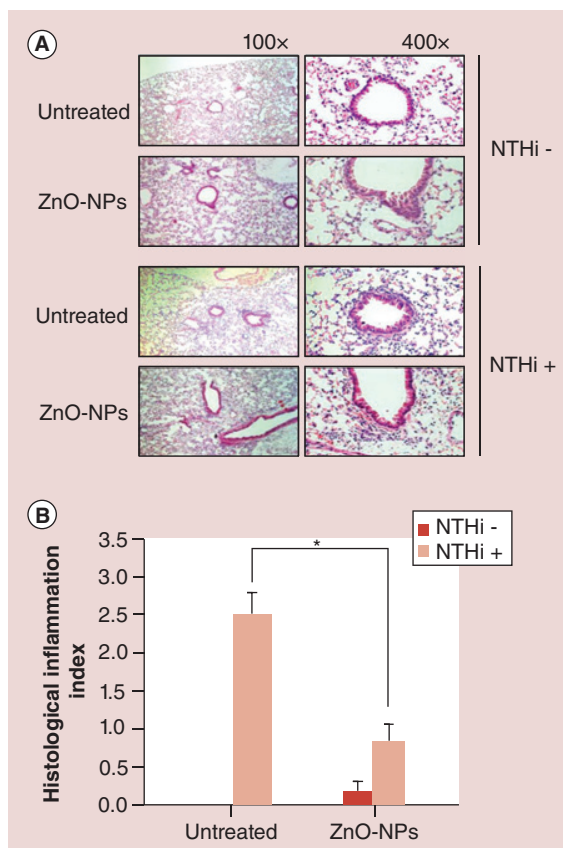 A
100× 400×
Untreated
NTHi -
ZnO-NPs
Untreated
NTHi +
ZnO-NPs
B
NTHi -
NTHi +
*
Histological inflammation
index
3.5
3.0
2.5
2.0
1.5
1.0
0.5
0.0
Untreated ZnO-NPs